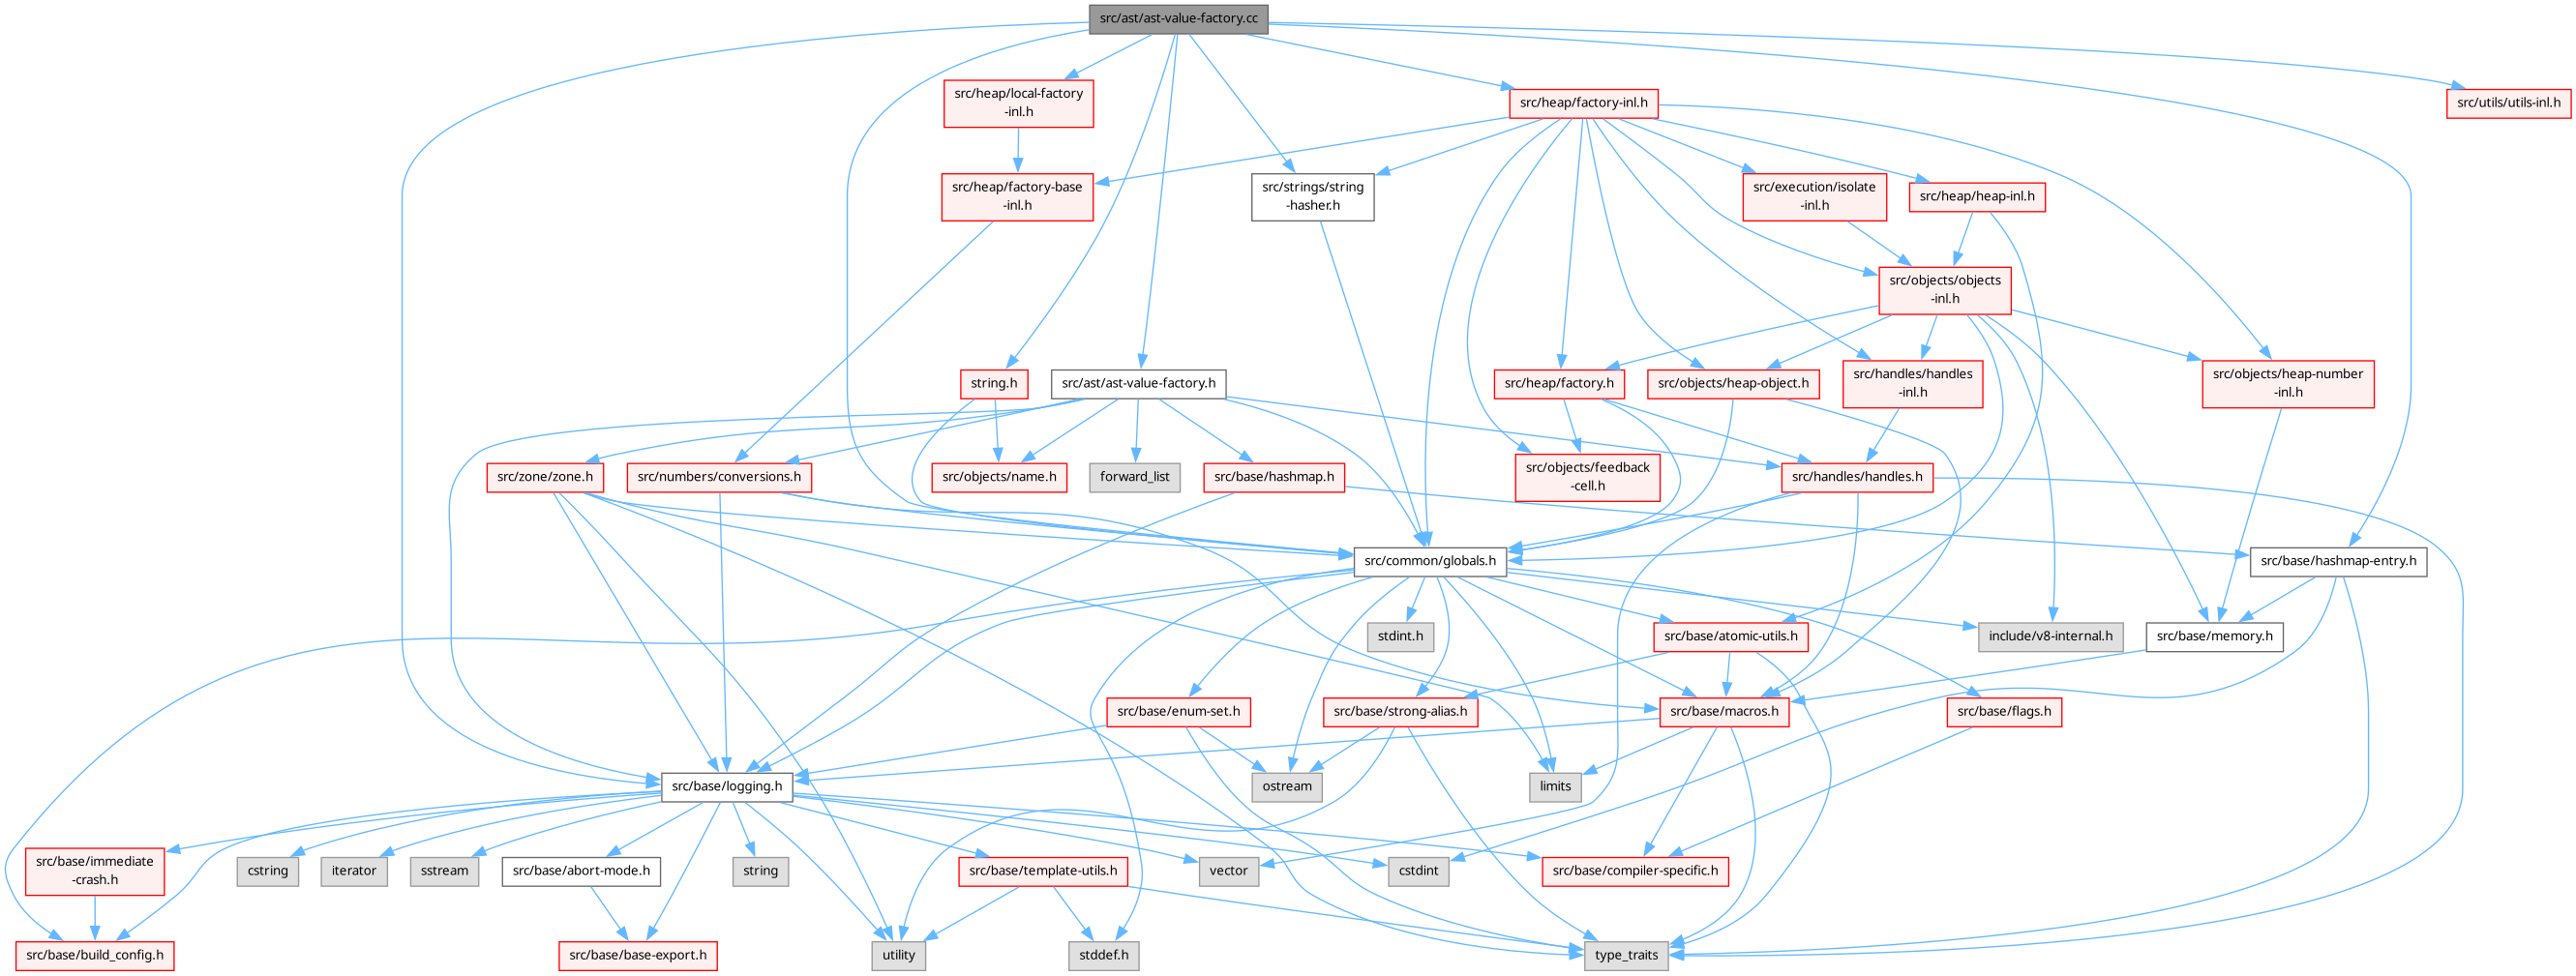 src/ast/ast-value-factory.cc
src/heap/local-factory
-inl.h
src/heap/factory-inl.h
src/utils/utils-inl.h
src/heap/factory-base
-inl.h
src/strings/string
-hasher.h
src/execution/isolate
-inl.h
src/heap/heap-inl.h
src/objects/objects
-inl.h
string.h
src/ast/ast-value-factory.h
src/heap/factory.h
src/objects/heap-object.h
src/handles/handles
-inl.h
src/objects/heap-number
-inl.h
src/zone/zone.h
src/numbers/conversions.h
src/objects/name.h
forward_list
src/base/hashmap.h
src/objects/feedback
-cell.h
src/handles/handles.h
src/common/globals.h
src/base/hashmap-entry.h
stdint.h
src/base/atomic-utils.h
include/v8-internal.h
src/base/memory.h
src/base/enum-set.h
src/base/strong-alias.h
src/base/macros.h
src/base/flags.h
src/base/logging.h
ostream
limits
src/base/immediate
-crash.h
cstring
iterator
sstream
src/base/abort-mode.h
string
src/base/template-utils.h
vector
cstdint
src/base/compiler-specific.h
src/base/build_config.h
src/base/base-export.h
utility
stddef.h
type_traits